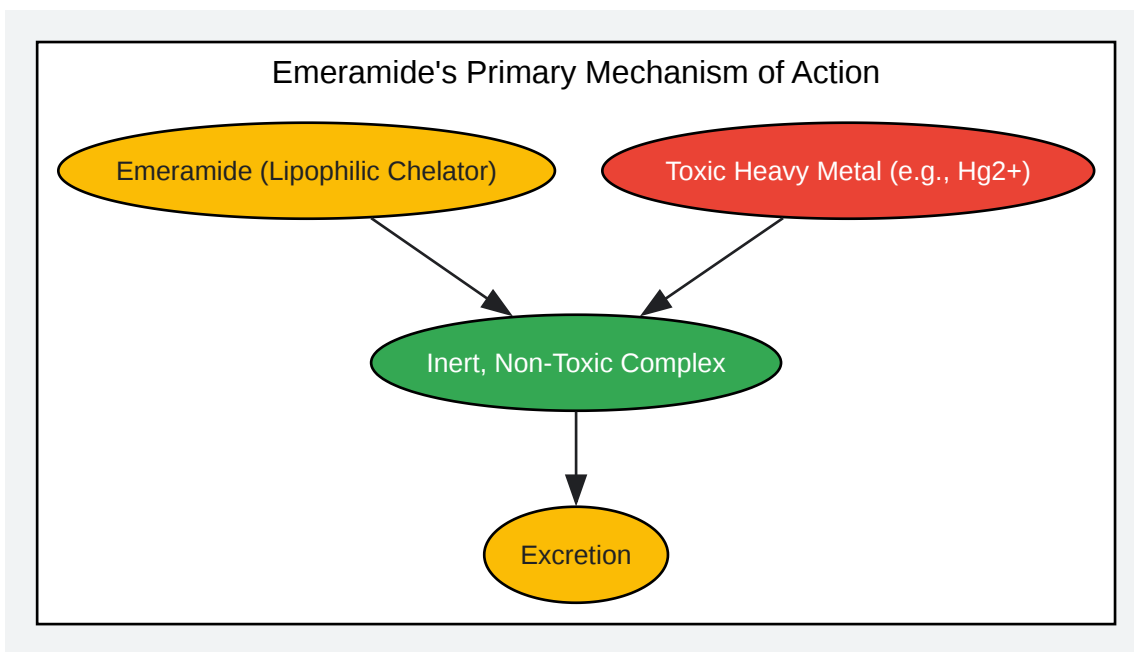 Emeramide's Primary Mechanism of Action
Emeramide (Lipophilic Chelator)
Toxic Heavy Metal (e.g., Hg2+)
Inert, Non-Toxic Complex
Excretion